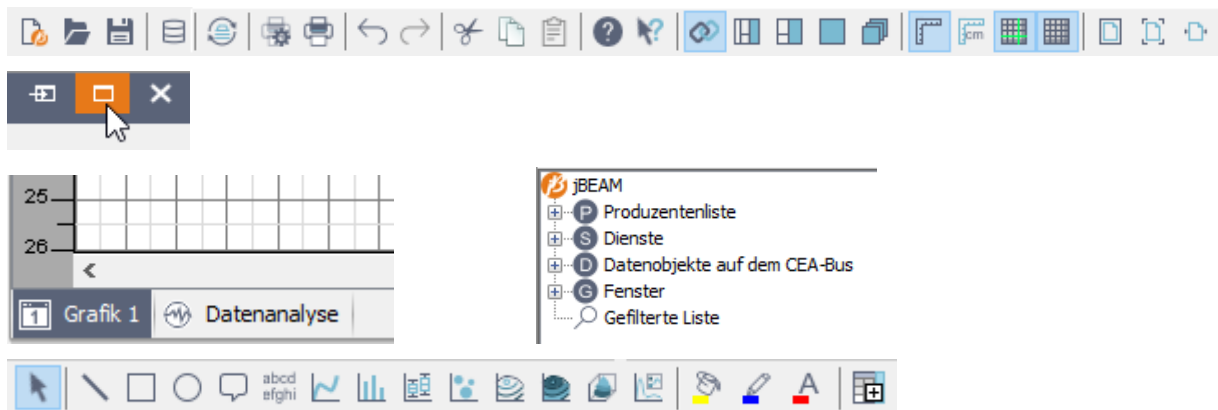 cm
25
26
1 Grafik 1 Datenanalyse
jBEAM
P Produzentenliste
S Dienste
D Datenobjekte auf dem CEA-Bus
G Fenster
Gefilterte Liste
abcd
efghi
A